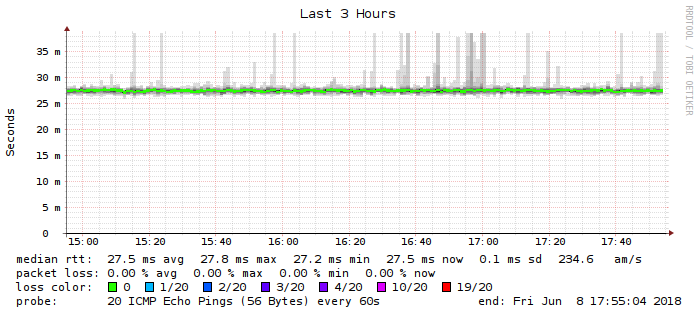 Last 3 Hours
RRDTOOL / TOBI OETIKER
Seconds
35 m
30 m
25 m
20 m
15 m
10 m
5 m
0
15:00 15:20 15:40 16:00 16:20 16:40 17:00 17:20 17:40
median rtt: 27.5 ms avg 27.8 ms max 27.2 ms min 27.5 ms now 0.1 ms sd 234.6 am/s
packet loss: 0.00 % avg 0.00 % max 0.00 % min 0.00 % now
loss color: 0 1/20 2/20 3/20 4/20 10/20 19/20
probe: 20 ICMP Echo Pings (56 Bytes) every 60s end: Fri Jun 8 17:55:04 2018